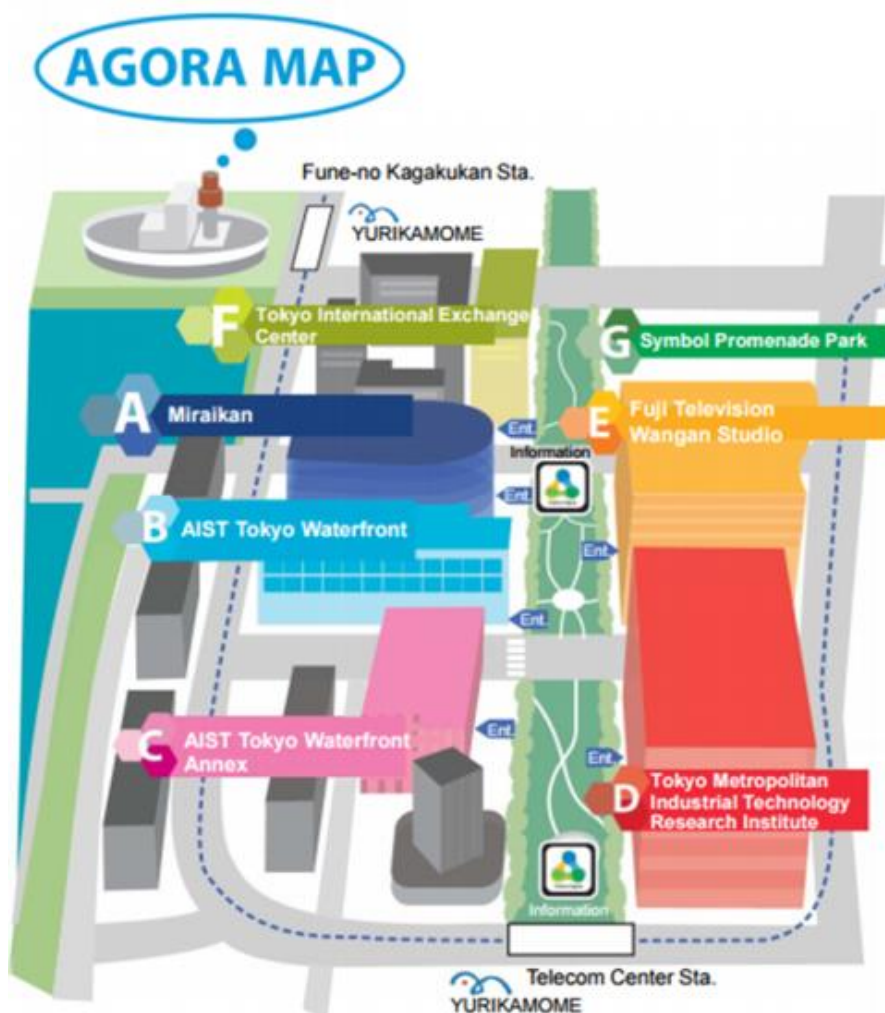 AGORA MAP
Fune-no Kagakukan Sta.
YURIKAMOME
F
Tokyo International Exchange
Center
G
Symbol Promenade Park
A
Miraikan
Ent.
E
Fuji Television
Wangan Studio
Information
Ent.
B
AIST Tokyo Waterfront
Ent.
Ent.
C
AIST Tokyo Waterfront
Annex
Ent.
Ent.
D
Tokyo Metropolitan
Industrial Technology
Research Institute
Information
Telecom Center Sta.
YURIKAMOME